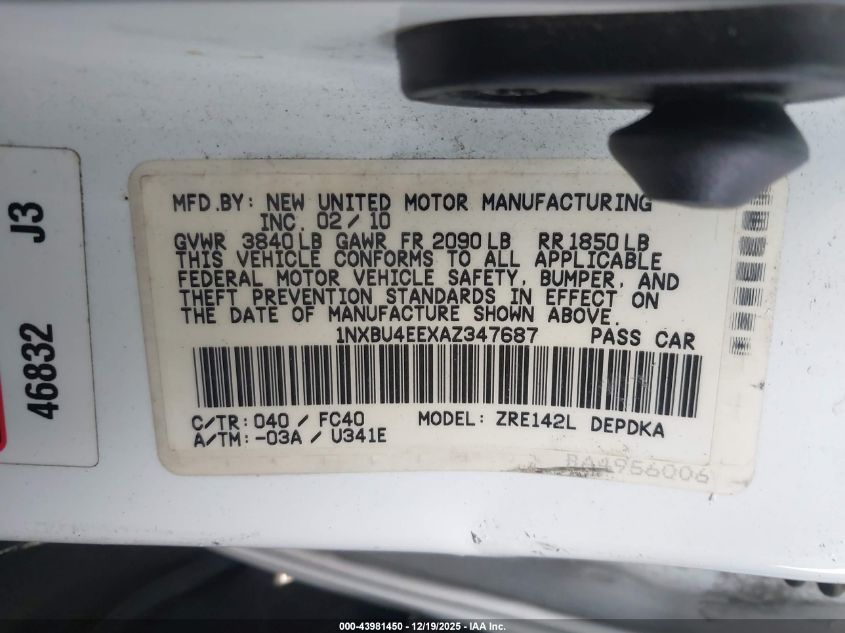 J3
46832
MFD.BY: NEW UNITED MOTOR MANUFACTURING
INC. 02/10
GVWR 3840LB GAWR FR 2090LB RR 1850LB
THIS VEHICLE CONFORMS TO ALL APPLICABLE
FEDERAL MOTOR VEHICLE SAFETY, BUMPER, AND
THEFT PREVENTION STANDARDS IN EFFECT ON
THE DATE OF MANUFACTURE SHOWN ABOVE.
1NXBU4EEXAZ347687 PASS CAR
C/TR: 040 / FC40 MODEL: ZRE142L DEPDKA
A/TM: -03A / U341E
BA4956006
000-43981450 12/19/2025 IAA Inc.